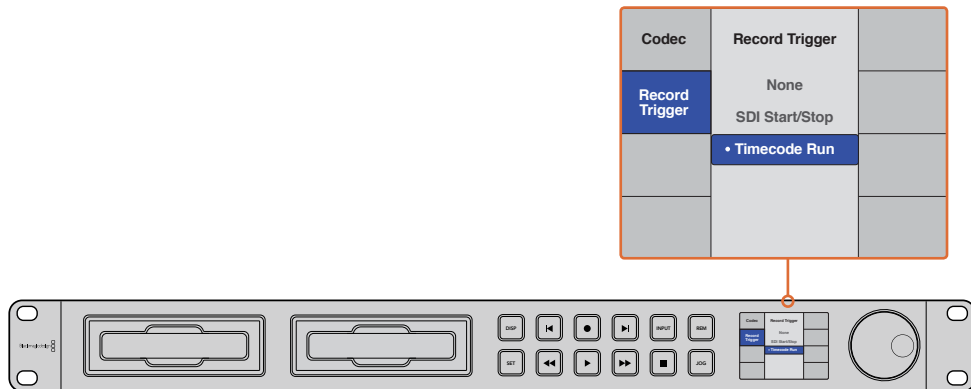 Codec
Record Trigger
None
Record
Trigger
SDI Start/Stop
• Timecode Run
DISP
INPUT
REM
SET
JOG
Codec
Record Trigger
None
Record
Trigger
SDI Start/Stop
• Timecode Run